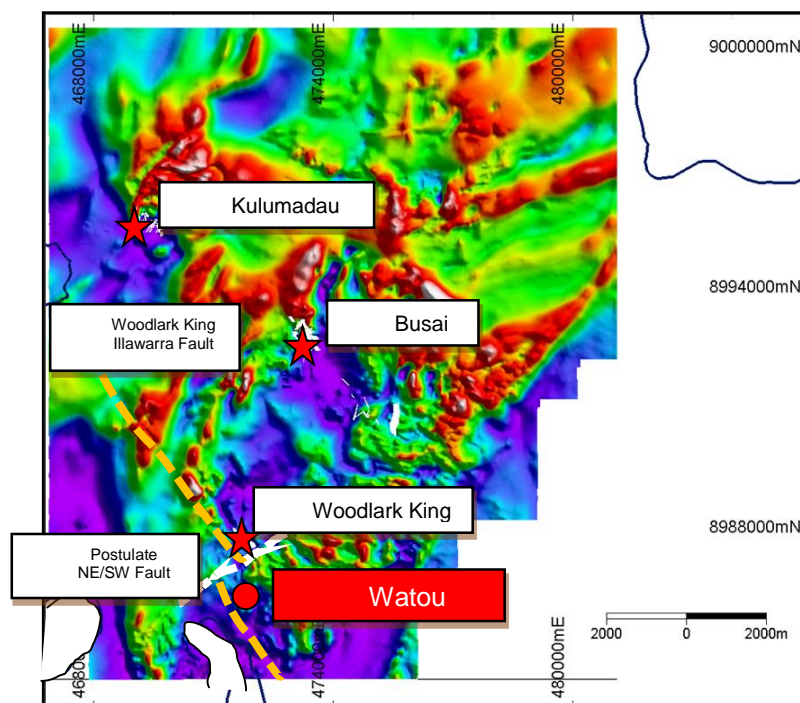 468000mE
474000mE
480000mE
9000000mN
Kulumadau
8994000mN
Woodlark King
Illawarra Fault
Busai
Woodlark King
8988000mN
Postulate
NE/SW Fault
Watou
2000 0 2000m
474000mE
480000mE